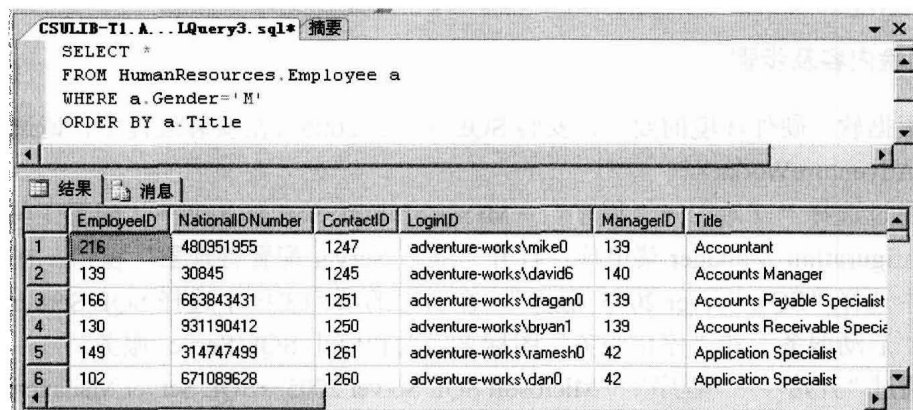 CSULIB-T1.A...LQuery3.sql* 摘要
SELECT *
FROM HumanResources.Employee a
WHERE a.Gender='M'
ORDER BY a.Title
结果 消息
EmployeeID NationalIDNumber ContactID LoginID ManagerID Title
1 216 480951955 1247 adventure-works\mike0 139 Accountant
2 139 30845 1245 adventure-works\david6 140 Accounts Manager
3 166 663843431 1251 adventure-works\dragan0 139 Accounts Payable Specialist
4 130 931190412 1250 adventure-works\bryan1 139 Accounts Receivable Specia
5 149 314747499 1261 adventure-works\ramesh0 42 Application Specialist
6 102 671089628 1260 adventure-works\dan0 42 Application Specialist